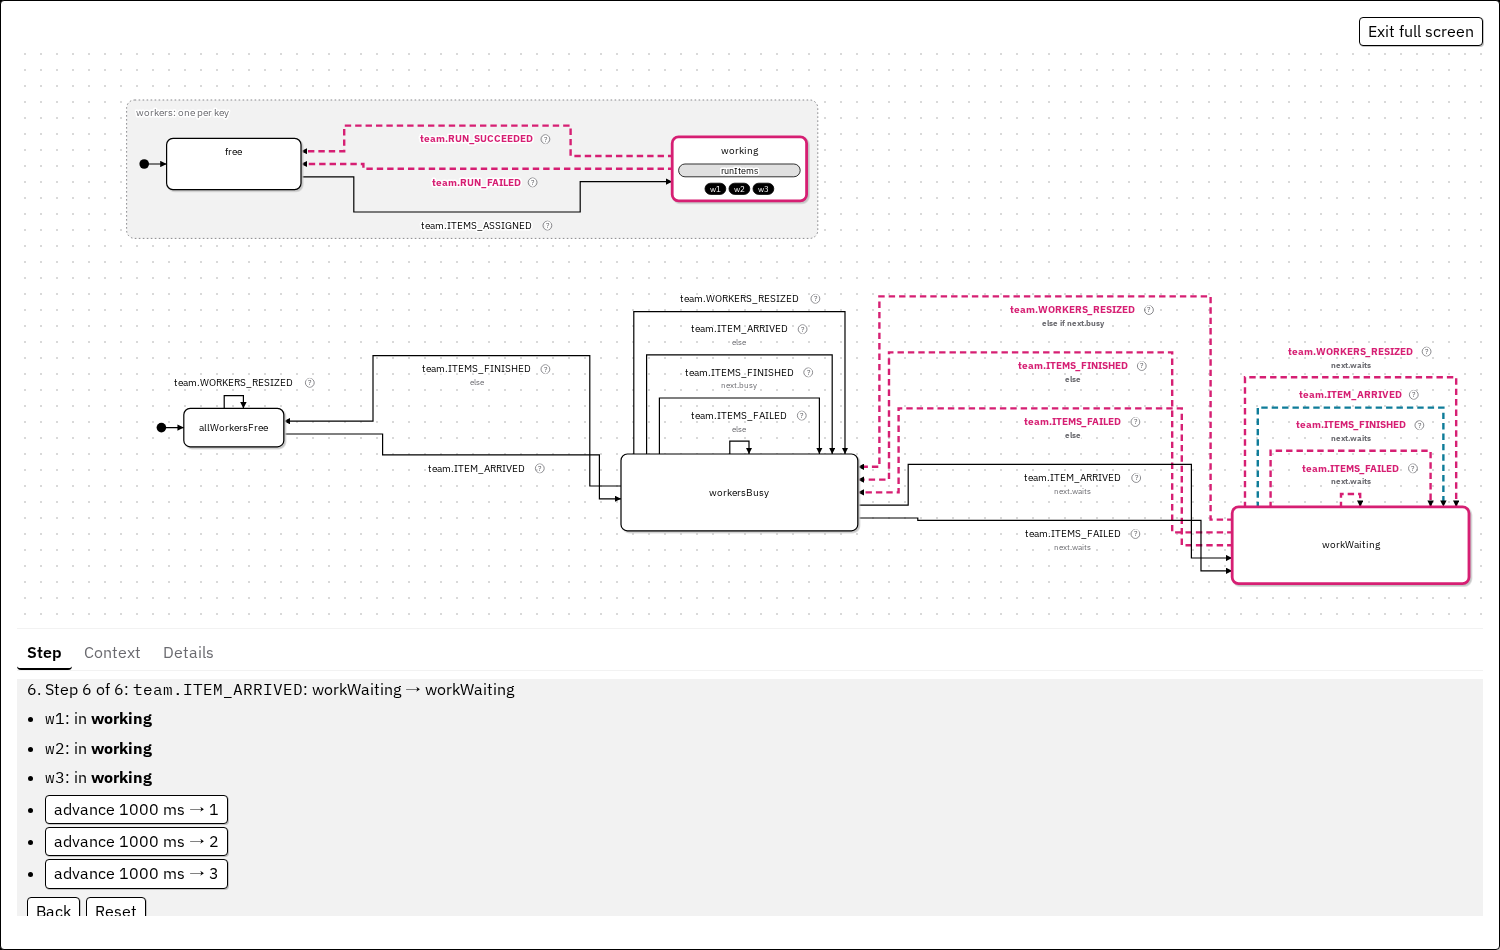 Exit full screen
workers: one per key
free
team.RUN_SUCCEEDED ?
working
runItems
w1 w2 w3
team.RUN_FAILED ?
team.ITEMS_ASSIGNED ?
team.WORKERS_RESIZED ?
team.ITEM_ARRIVED ?
else
team.ITEMS_FINISHED ?
next.busy
team.ITEMS_FAILED ?
else
team.WORKERS_RESIZED ?
allWorkersFree
team.ITEMS_FINISHED ?
else
team.ITEM_ARRIVED ?
workersBusy
team.WORKERS_RESIZED ?
else if next.busy
team.ITEMS_FINISHED ?
else
team.ITEMS_FAILED ?
else
team.ITEM_ARRIVED ?
next.waits
team.ITEMS_FAILED ?
next.waits
team.WORKERS_RESIZED ?
next.waits
team.ITEM_ARRIVED ?
team.ITEMS_FINISHED ?
next.waits
team.ITEMS_FAILED ?
next.waits
workWaiting
Step Context Details
6. Step 6 of 6: team.ITEM_ARRIVED: workWaiting → workWaiting
• w1: in working
• w2: in working
• w3: in working
• advance 1000 ms → 1
• advance 1000 ms → 2
• advance 1000 ms → 3
Back Reset